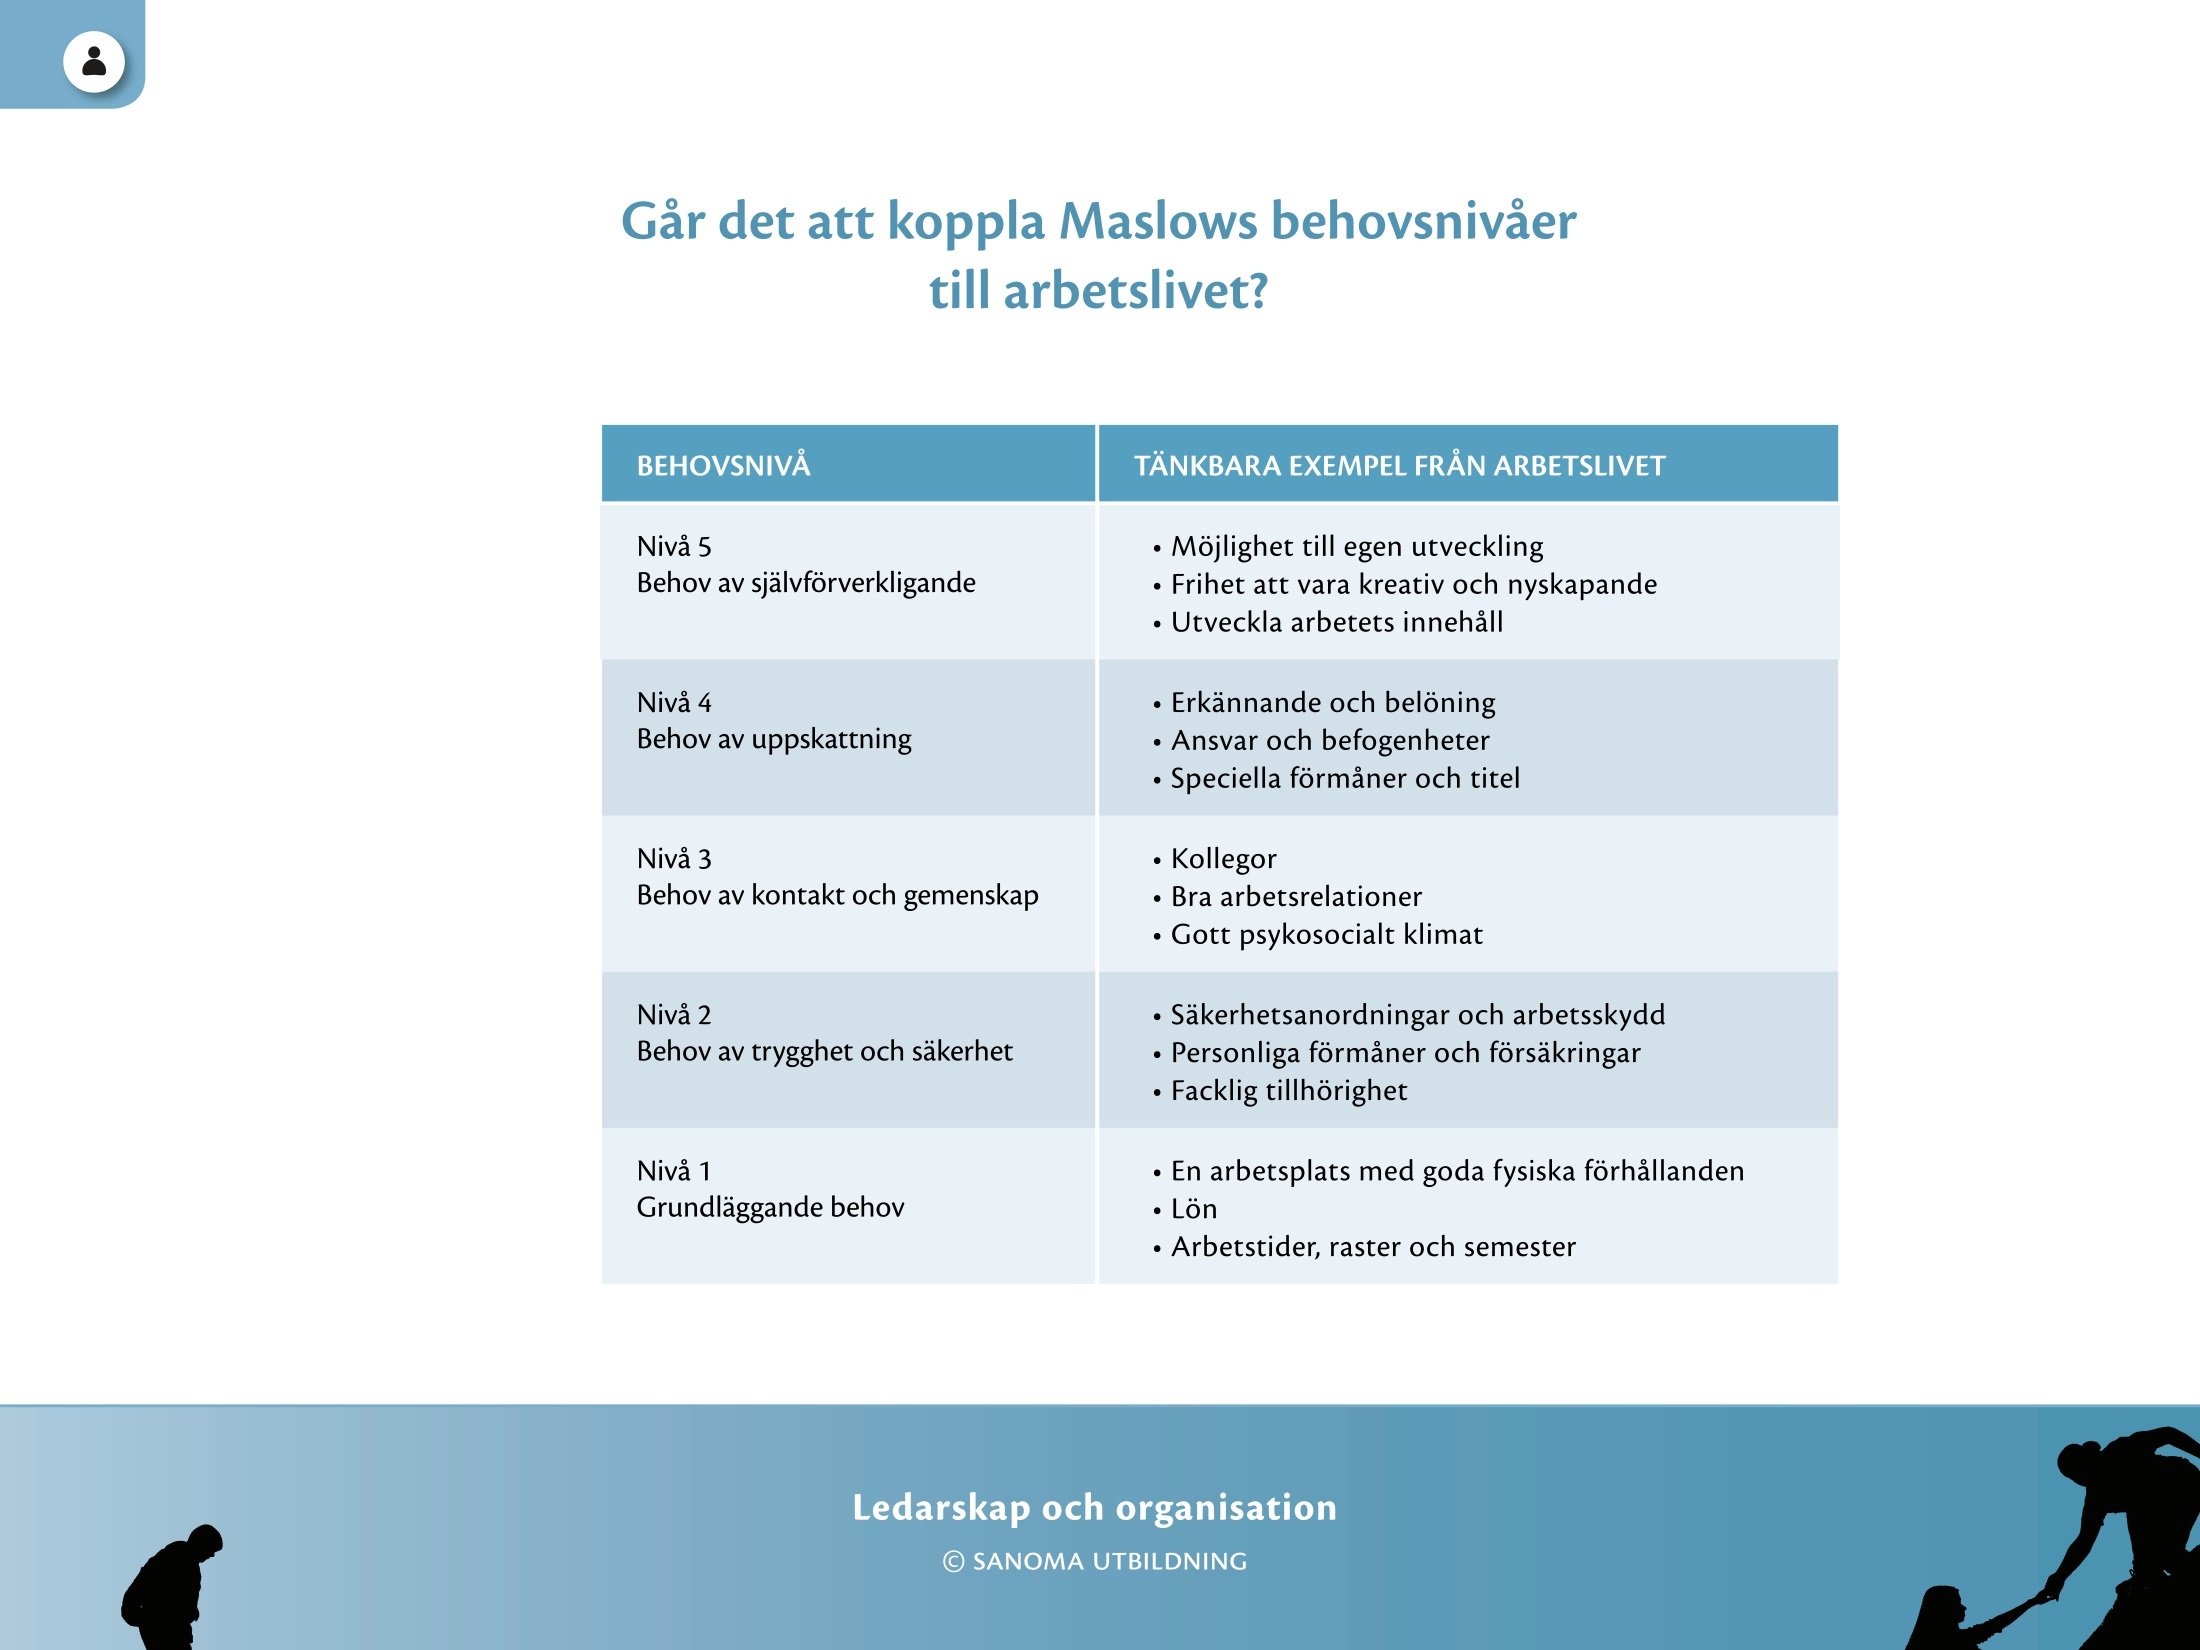 Går det att koppla Maslows behovsnivåer
till arbetslivet?
BEHOVSNIVÅ
TÄNKBARA EXEMPEL FRÅN ARBETSLIVET
Nivå 5
Behov av självförverkligande
• Möjlighet till egen utveckling
• Frihet att vara kreativ och nyskapande
• Utveckla arbetets innehåll
Nivå 4
Behov av uppskattning
• Erkännande och belöning
• Ansvar och befogenheter
• Speciella förmåner och titel
Nivå 3
Behov av kontakt och gemenskap
• Kollegor
• Bra arbetsrelationer
• Gott psykosocialt klimat
Nivå 2
Behov av trygghet och säkerhet
• Säkerhetsanordningar och arbetsskydd
• Personliga förmåner och försäkringar
• Facklig tillhörighet
Nivå 1
Grundläggande behov
• En arbetsplats med goda fysiska förhållanden
• Lön
• Arbetstider, raster och semester
Ledarskap och organisation
© SANOMA UTBILDNING